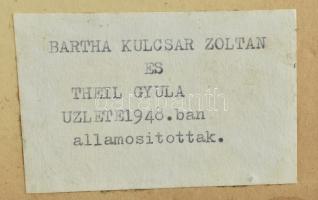 BARTHA KULCSAR ZOLTAN
ES
THEIL GYULA
UZLETE1948.ban
allamositottak.